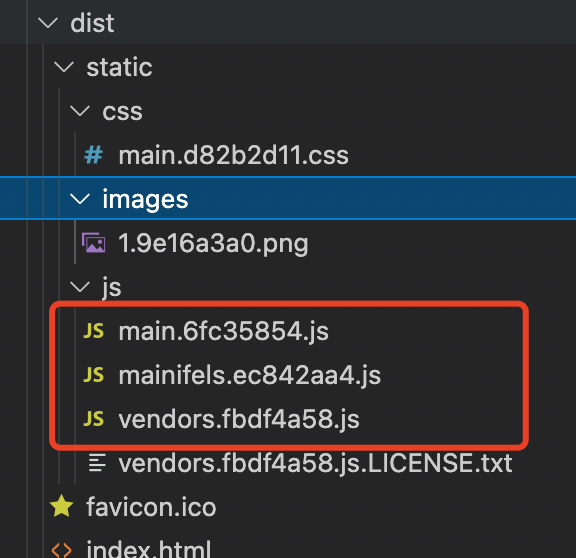 dist
static
css
# main.d82b2d11.css
images
1.9e16a3a0.png
js
JS main.6fc35854.js
JS mainifels.ec842aa4.js
JS vendors.fbdf4a58.js
vendors.fbdf4a58.js.LICENSE.txt
favicon.ico
<> index.html